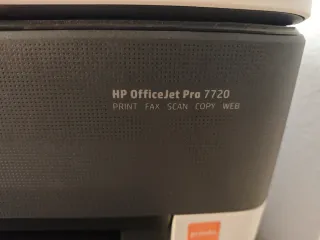 HP OfficeJet Pro 7720
PRINT FAX SCAN COPY WEB